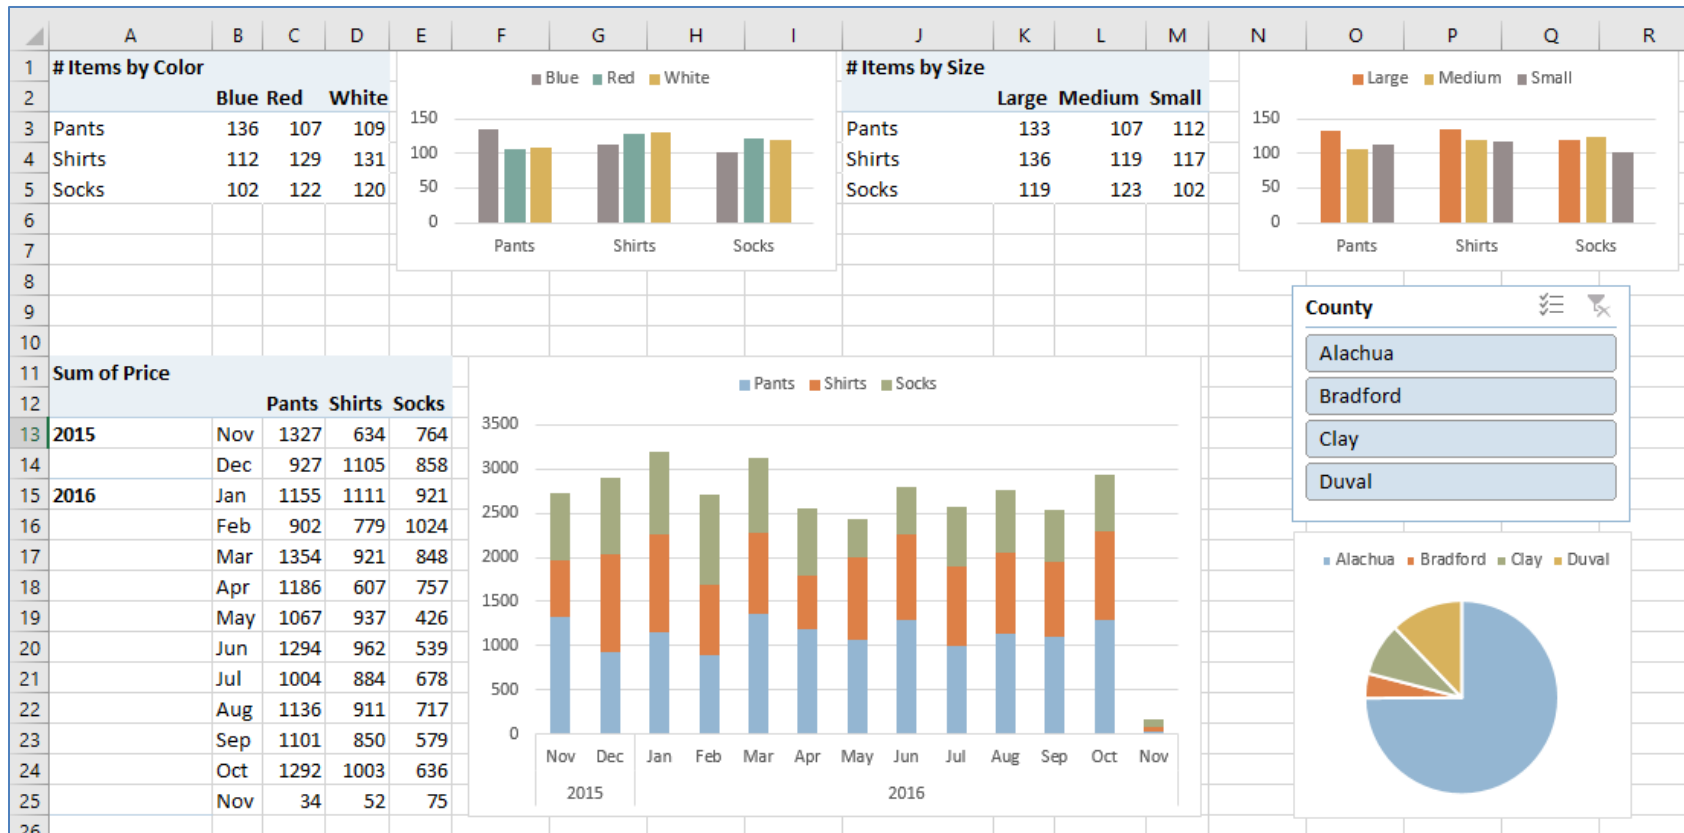 A B C D E F G H I J K L M N O P Q R
1 # Items by Color
2 Blue Red White
3 Pants 136 107 109
4 Shirts 112 129 131
5 Socks 102 122 120
6
7
8
9
10
Blue Red White
150
100
50
0
Pants Shirts Socks
# Items by Size
Large Medium Small
Pants 133 107 112
Shirts 136 119 117
Socks 119 123 102
Large Medium Small
150
100
50
0
Pants Shirts Socks
County
Alachua
Bradford
Clay
Duval
11 Sum of Price
12 Pants Shirts Socks
13 2015 Nov 1327 634 764
14 Dec 927 1105 858
15 2016 Jan 1155 1111 921
16 Feb 902 779 1024
17 Mar 1354 921 848
18 Apr 1186 607 757
19 May 1067 937 426
20 Jun 1294 962 539
21 Jul 1004 884 678
22 Aug 1136 911 717
23 Sep 1101 850 579
24 Oct 1292 1003 636
25 Nov 34 52 75
26
Pants Shirts Socks
3500
3000
2500
2000
1500
1000
500
0
Nov Dec Jan Feb Mar Apr May Jun Jul Aug Sep Oct Nov
2015 2016
Alachua Bradford Clay Duval